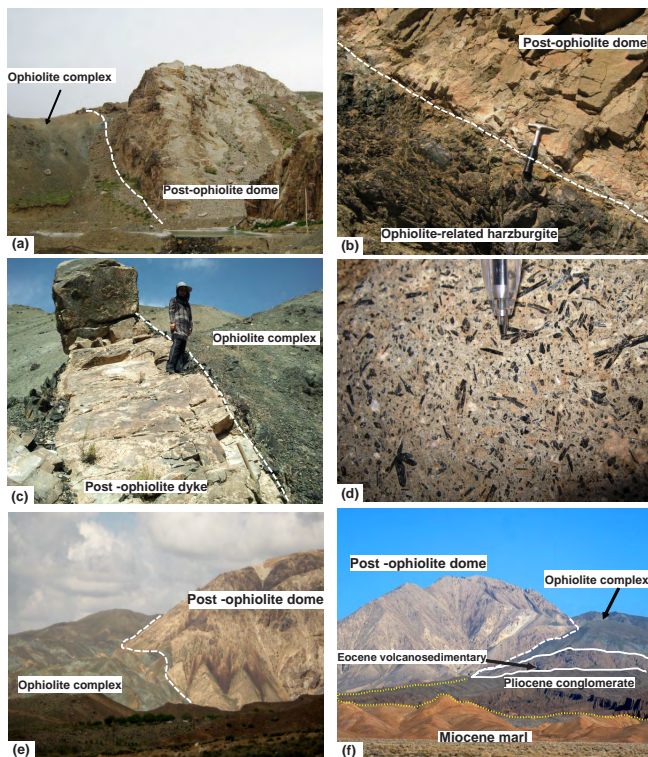 Ophiolite complex
Post-ophiolite dome
(a)
Post-ophiolite dome
Ophiolite-related harzburgite
(b)
Ophiolite complex
Post -ophiolite dyke
(c)
(d)
Post -ophiolite dome
Ophiolite complex
(e)
Post -ophiolite dome
Ophiolite complex
Eocene volcanosedimentary
Pliocene conglomerate
Miocene marl
(f)